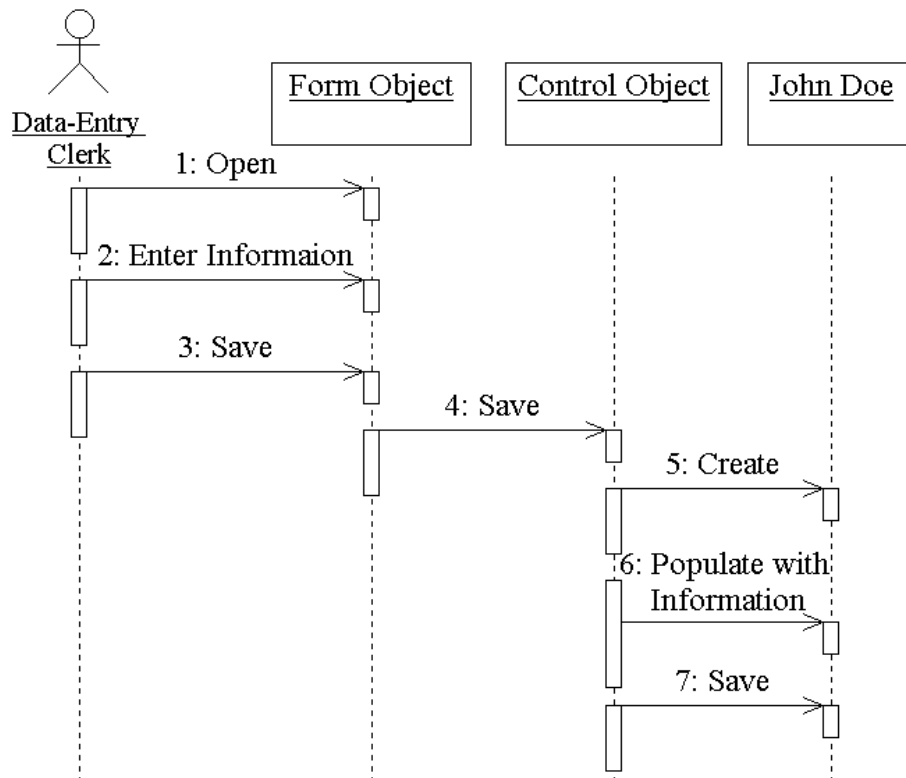 Form Object
Control Object
John Doe
Data-Entry
Clerk
1: Open
2: Enter Informaion
3: Save
4: Save
5: Create
6: Populate with
Information
7: Save